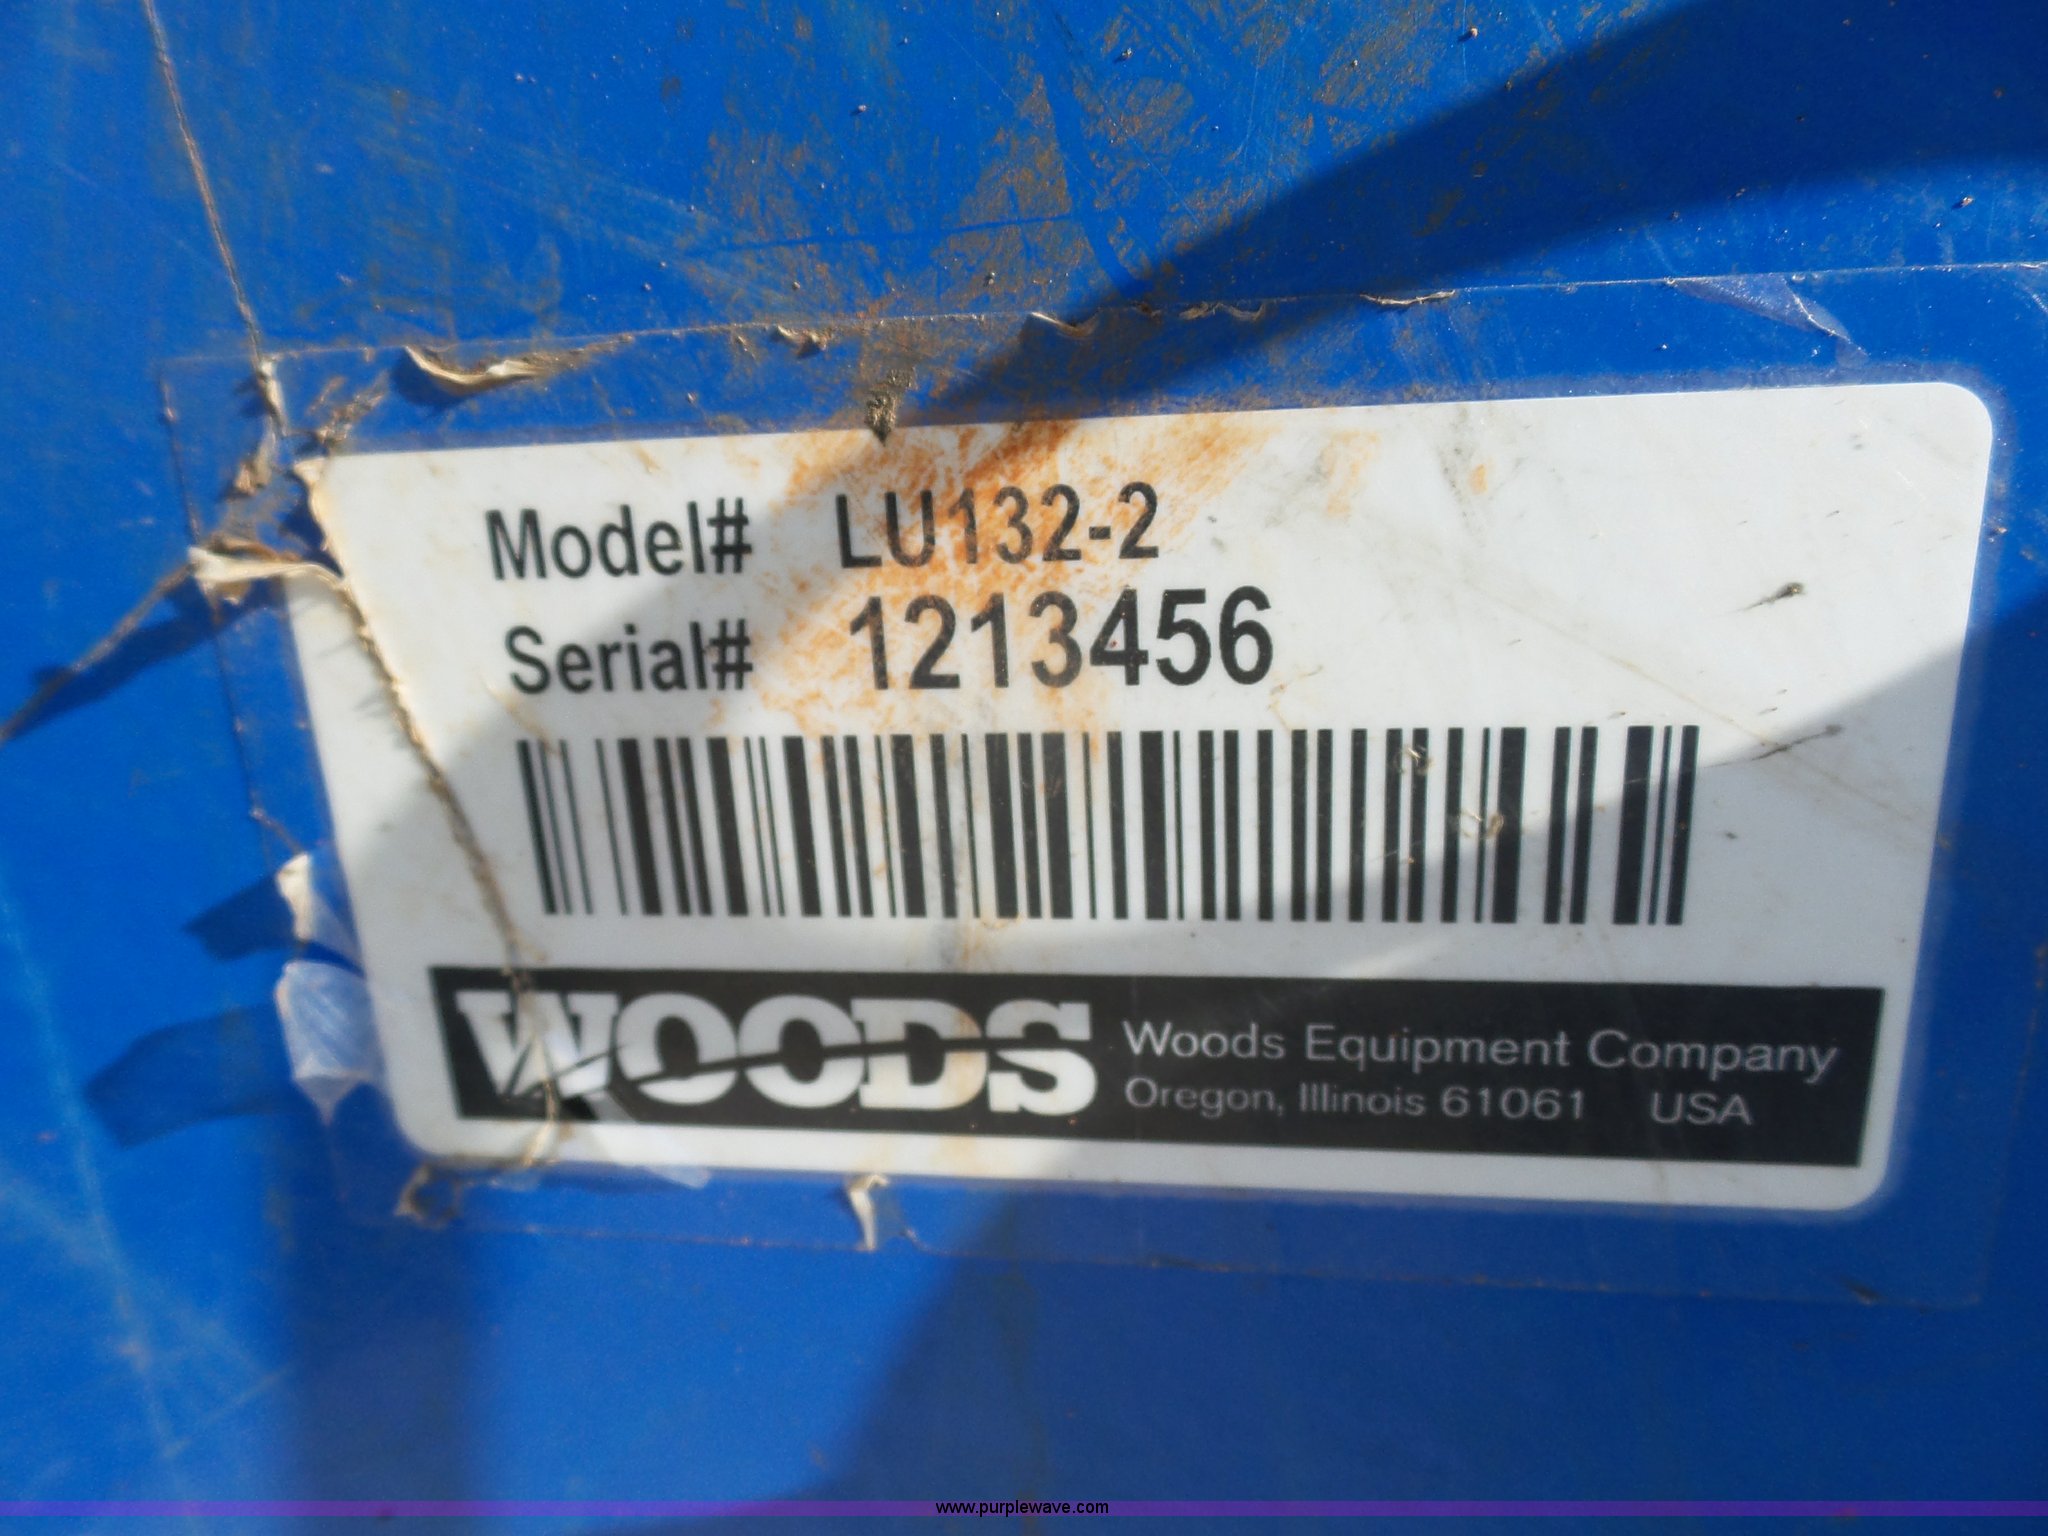 Model# LU132-2
Serial# 1213456
WOODS
Woods Equipment Company
Oregon, Illinois 61061 USA
www.purplewave.com